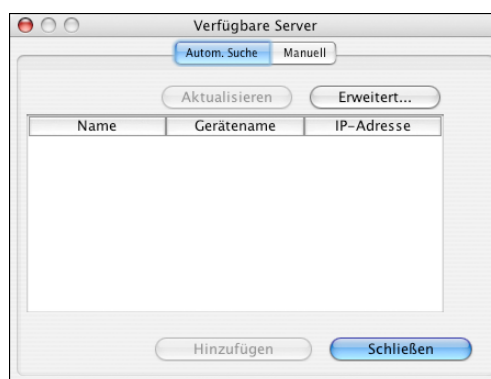 Verfügbare Server
Autom. Suche Manuell
Aktualisieren Erweitert...
Name Gerätename IP-Adresse
Hinzufügen Schließen